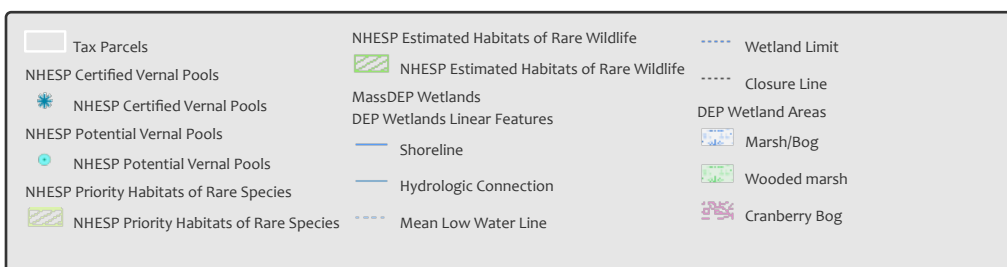 Tax Parcels
NHESP Certified Vernal Pools
NHESP Certified Vernal Pools
NHESP Potential Vernal Pools
NHESP Potential Vernal Pools
NHESP Priority Habitats of Rare Species
NHESP Priority Habitats of Rare Species
NHESP Estimated Habitats of Rare Wildlife
NHESP Estimated Habitats of Rare Wildlife
MassDEP Wetlands
DEP Wetlands Linear Features
Shoreline
Hydrologic Connection
Mean Low Water Line
Wetland Limit
Closure Line
DEP Wetland Areas
Marsh/Bog
Wooded marsh
Cranberry Bog